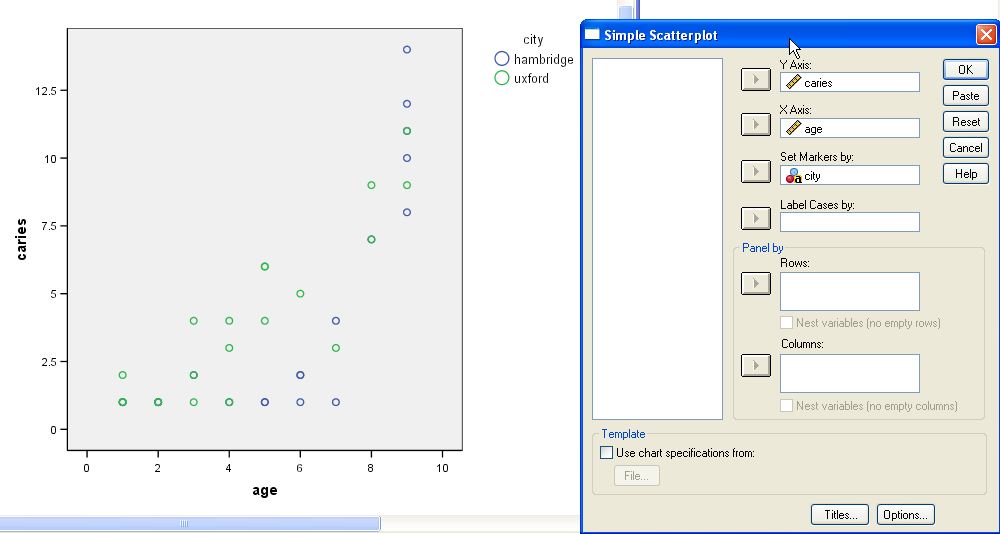 city
hambridge
uxford
12.5
10
7.5
5
2.5
0
caries
0 2 4 6 8 10
age
Simple Scatterplot
Y Axis:
caries
X Axis:
age
Set Markers by:
a city
Label Cases by:
OK
Paste
Reset
Cancel
Help
Panel by
Rows:
Nest variables (no empty rows)
Columns:
Nest variables (no empty columns)
Template
Use chart specifications from:
File...
Titles... Options...